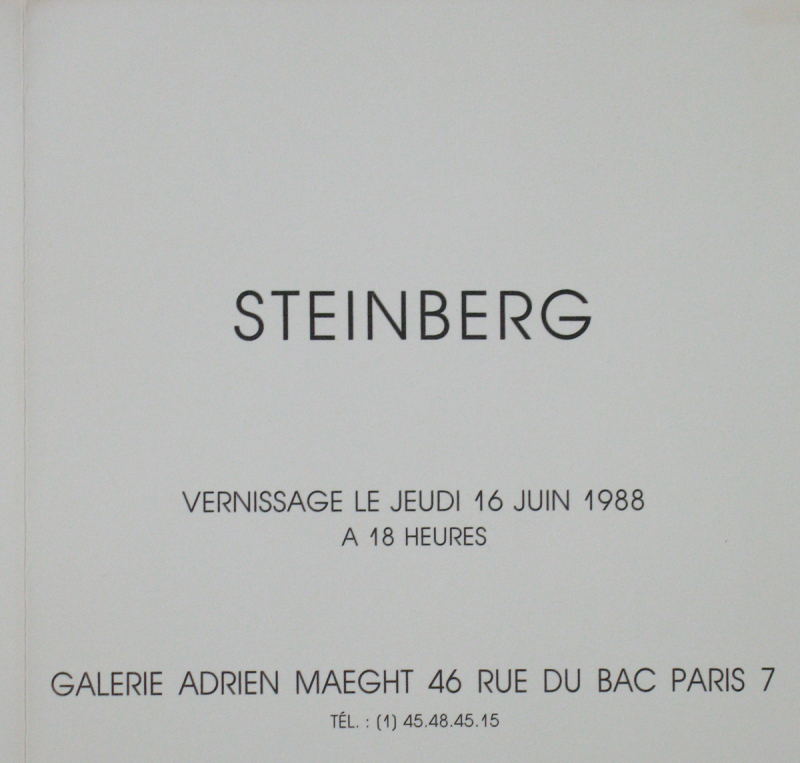 STEINBERG
VERNISSAGE LE JEUDI 16 JUIN 1988
A 18 HEURES
GALERIE ADRIEN MAEGHT 46 RUE DU BAC PARIS 7
TÉL. : (1) 45.48.45.15